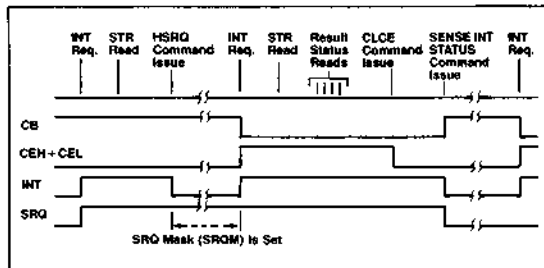 INT Req.
STR Read
HSRQ Command Issue
INT Req.
STR Read
Result Status Reads
CLCE Command Issue
SENSE INT STATUS Command Issue
INT Req.
CB
CEH + CEL
INT
SRQ
SRQ Mask (SRQM) Is Set